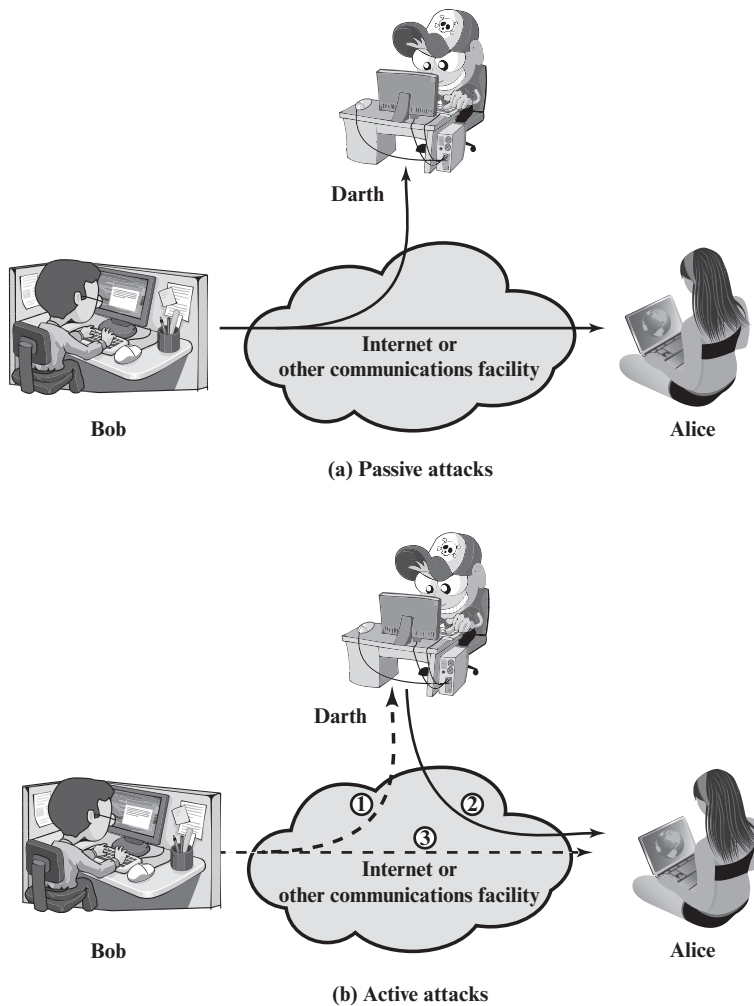 Darth
Internet or
other communications facility
Bob
Alice
(a) Passive attacks
Darth
1
2
3
Internet or
other communications facility
Bob
Alice
(b) Active attacks